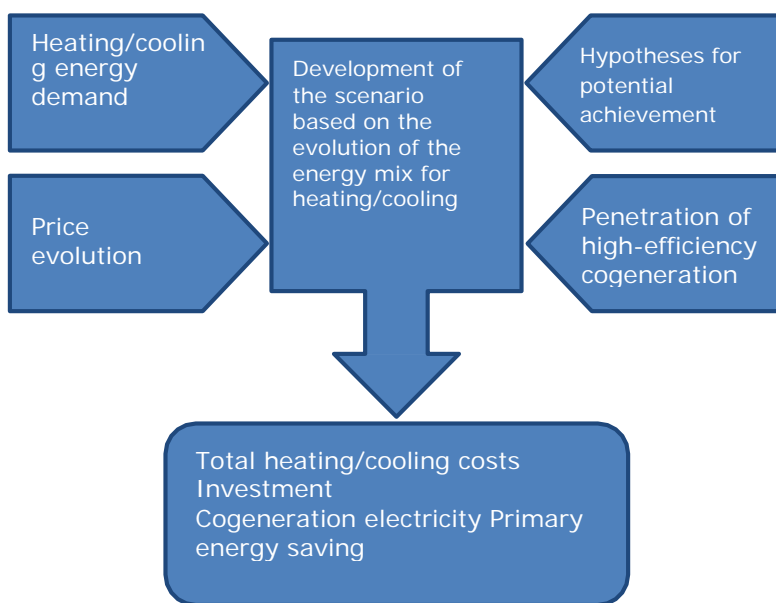 Heating/coolin
g energy
demand
Development of
the scenario
based on the
evolution of the
energy mix for
heating/cooling
Hypotheses for
potential
achievement
Price
evolution
Penetration of
high-efficiency
cogeneration
Total heating/cooling costs
Investment
Cogeneration electricity Primary
energy saving